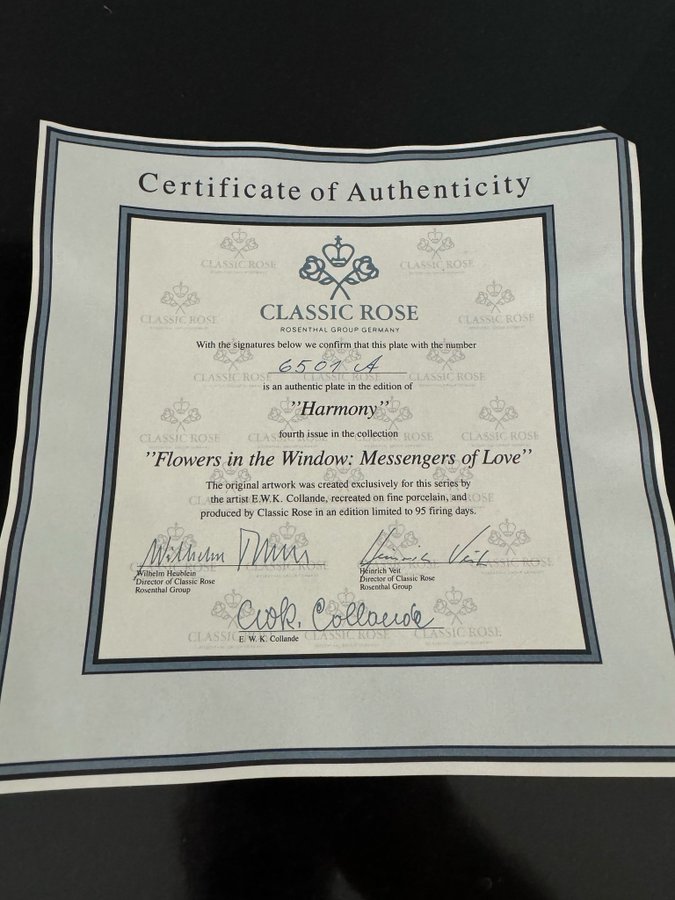 Certificate of Authenticity
CLASSIC ROSE
ROSENTHAL GROUP GERMANY
With the signatures below we confirm that this plate with the number
6501 A
is an authentic plate in the edition of
"Harmony"
fourth issue in the collection
"Flowers in the Window: Messengers of Love"
The original artwork was created exclusively for this series by
the artist E.W.K. Collande, recreated on fine porcelain, and
produced by Classic Rose in an edition limited to 95 firing days.
Wilhelm
Heinrich Veit
Wilhelm Heublein
Director of Classic Rose
Rosenthal Group
Heinrich Veit
Director of Classic Rose
Rosenthal Group
Collande
E. W. K. Collande